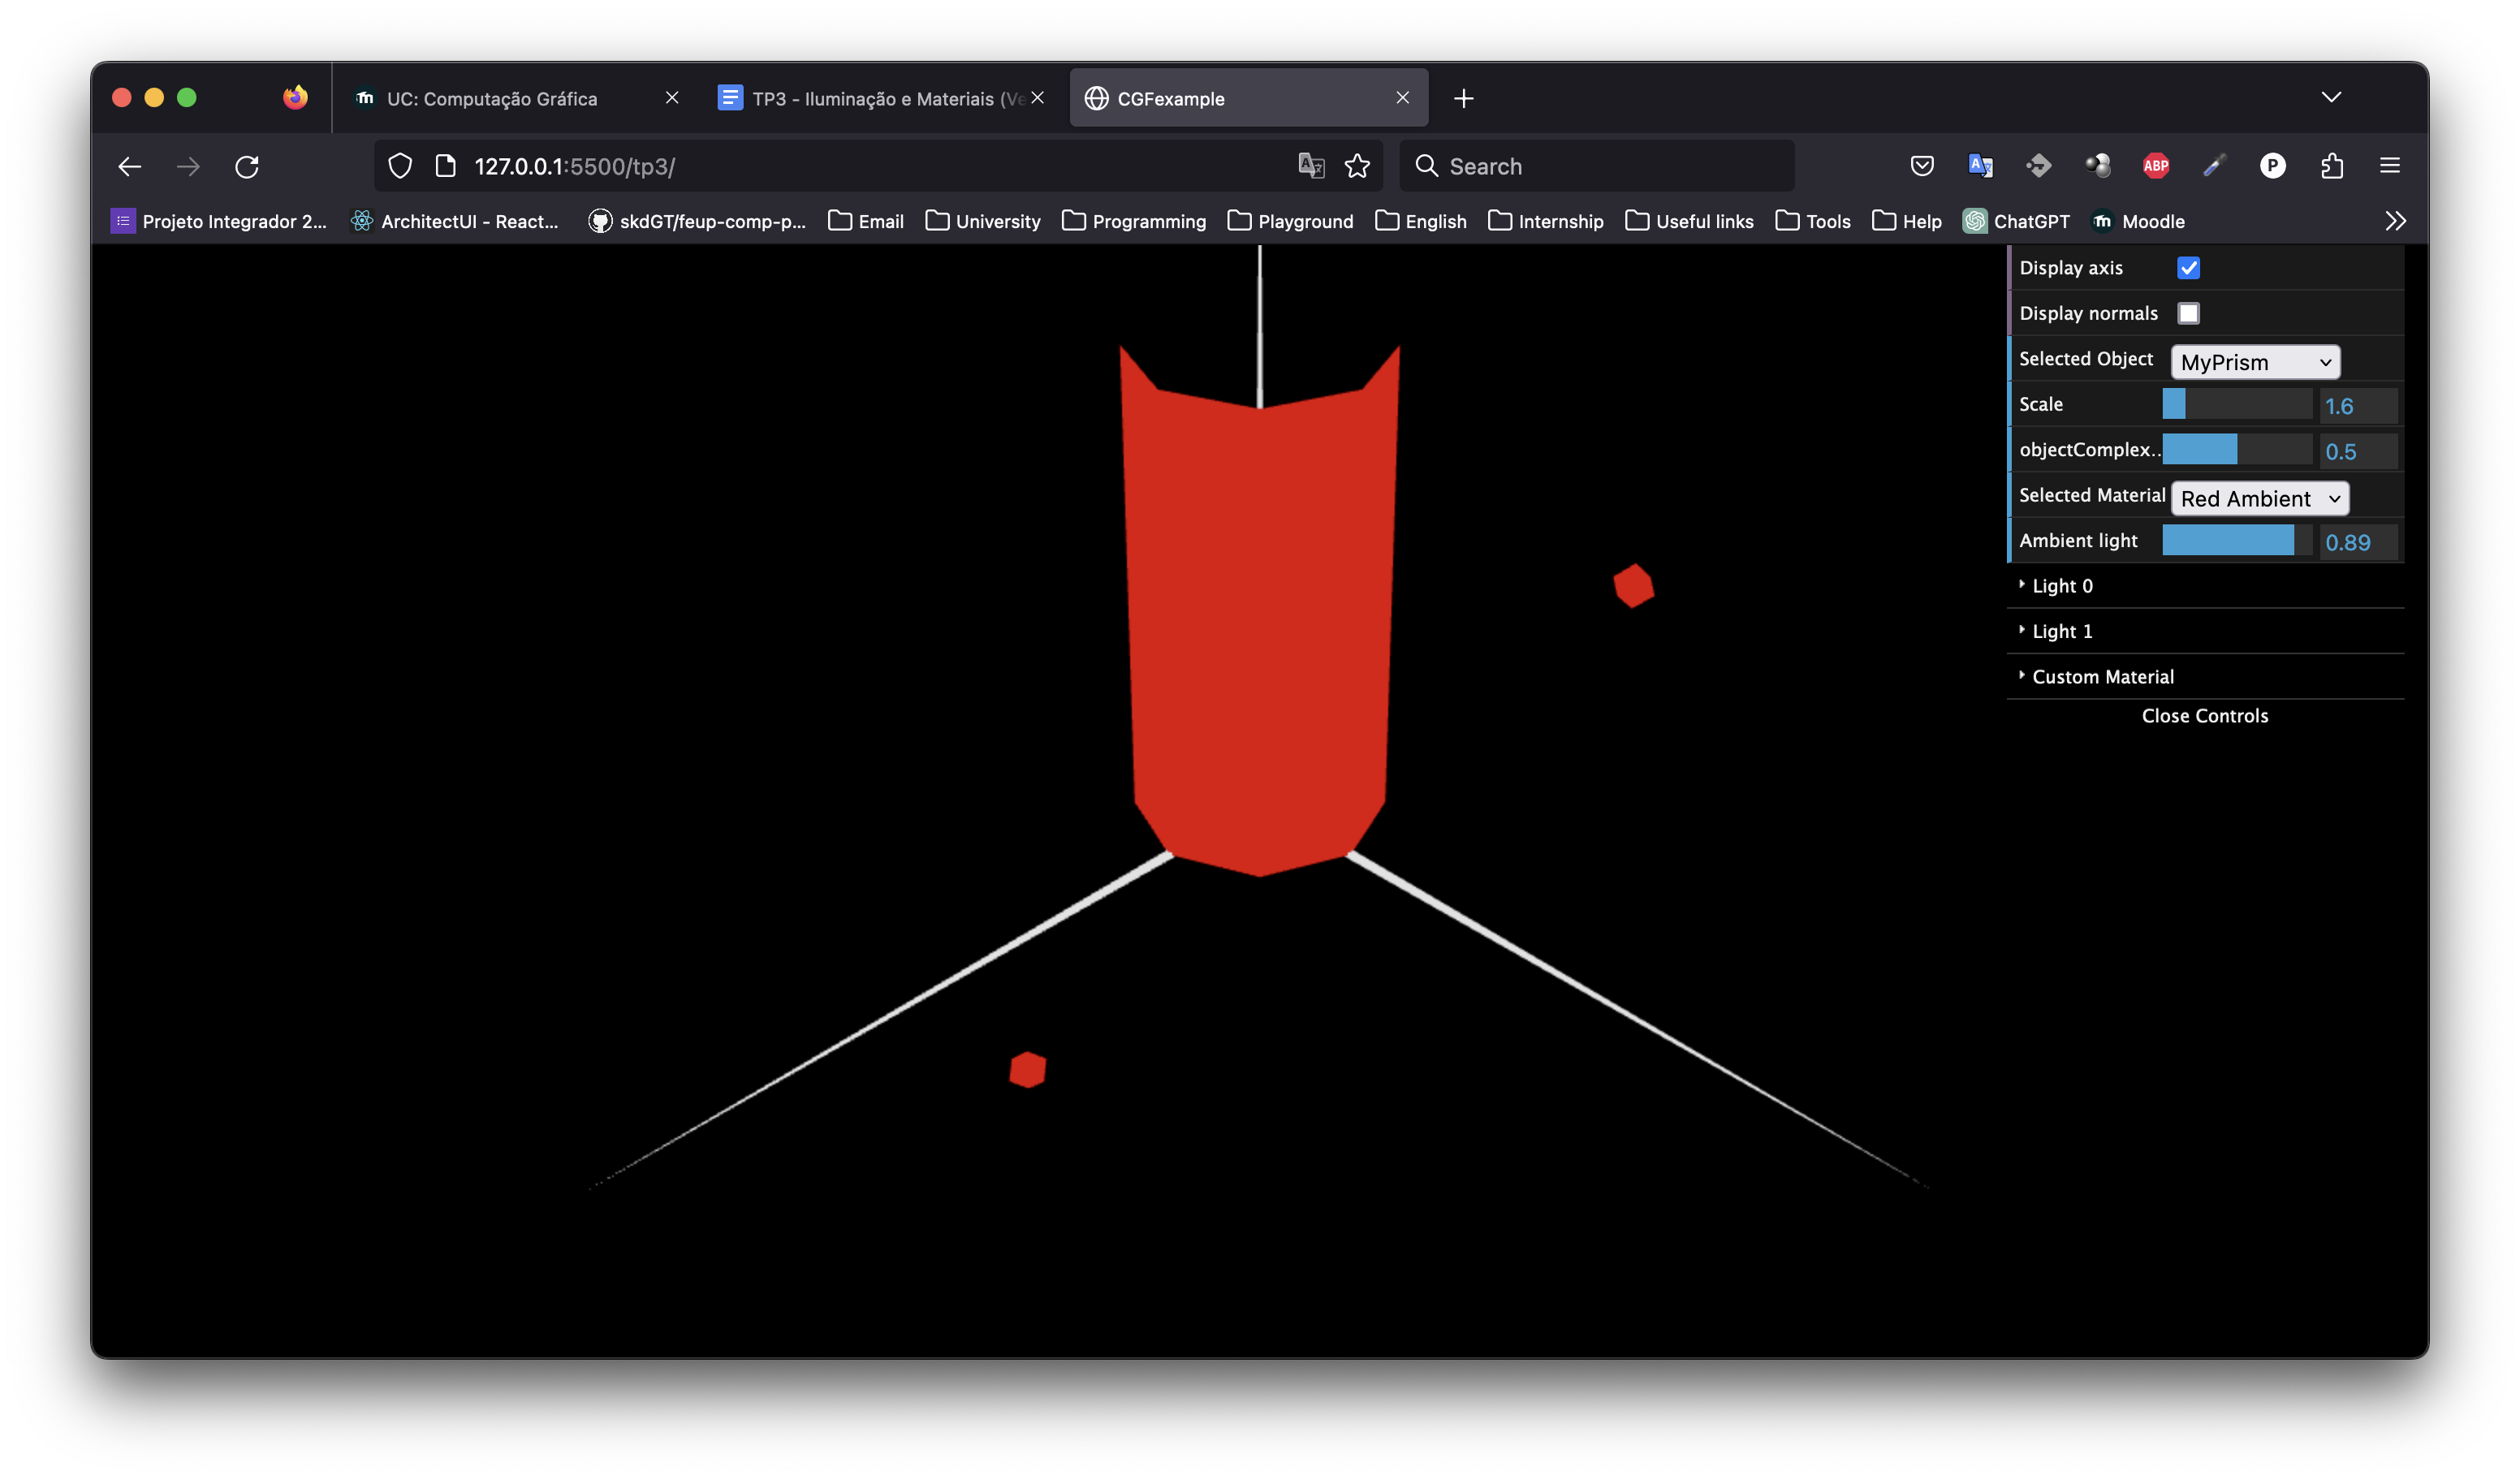 UC: Computação Gráfica
TP3 - Iluminação e Materiais (Ve
CGFexample
127.0.0.1:5500/tp3/
Search
ABP
P
Projeto Integrador 2...
ArchitectUI - React...
skdGT/feup-comp-p...
Email
University
Programming
Playground
English
Internship
Useful links
Tools
Help
ChatGPT
Moodle
Display axis
Display normals
Selected Object MyPrism
Scale 1.6
objectComplex.. 0.5
Selected Material Red Ambient
Ambient light 0.89
Light 0
Light 1
Custom Material
Close Controls